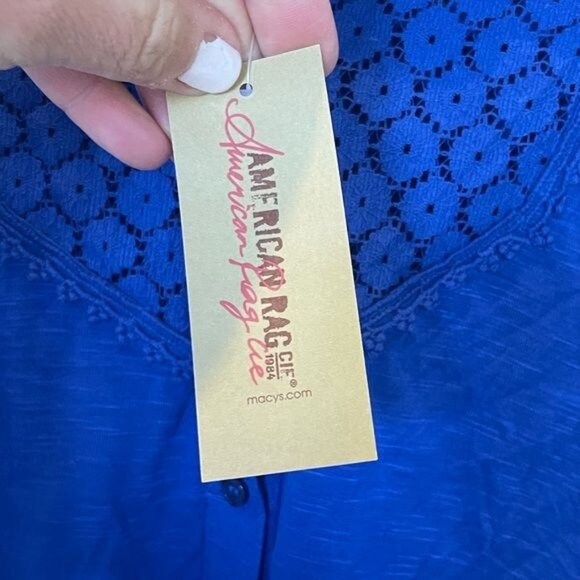 American Rag Cie
AMERICAN RAG CIE®
1984
macys.com